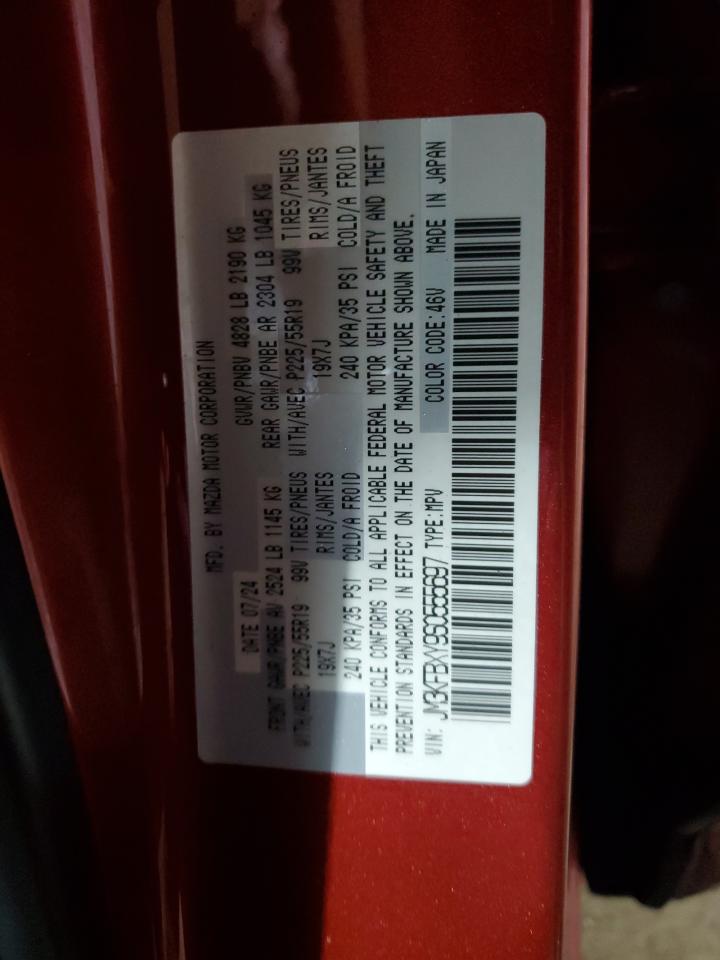 MFD. BY MAZDA MOTOR CORPORATION
DATE 07/24 GVWR/PNBV 4828 LB 2190 KG
FRONT GAWR/PNBE AV 2524 LB 1145 KG REAR GAWR/PNBE AR 2304 LB 1045 KG
WITH/AVEC P225/55R19 99V TIRES/PNEUS WITH/AVEC P225/55R19 99V TIRES/PNEUS
19X7J RIMS/JANTES 19X7J RIMS/JANTES
240 KPA/35 PSI COLD/A FROID 240 KPA/35 PSI COLD/A FROID
THIS VEHICLE CONFORMS TO ALL APPLICABLE FEDERAL MOTOR VEHICLE SAFETY AND THEFT
PREVENTION STANDARDS IN EFFECT ON THE DATE OF MANUFACTURE SHOWN ABOVE.
VIN: JM3KFBXY9S0555697 TYPE:MPV COLOR CODE:46V MADE IN JAPAN